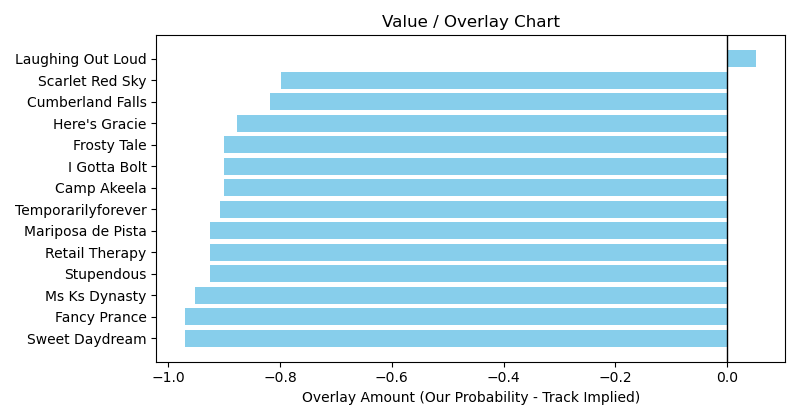 Value / Overlay Chart
Laughing Out Loud
Scarlet Red Sky
Cumberland Falls
Here's Gracie
Frosty Tale
I Gotta Bolt
Camp Akeela
Temporarilyforever
Mariposa de Pista
Retail Therapy
Stupendous
Ms Ks Dynasty
Fancy Prance
Sweet Daydream
−1.0 −0.8 −0.6 −0.4 −0.2 0.0
Overlay Amount (Our Probability - Track Implied)